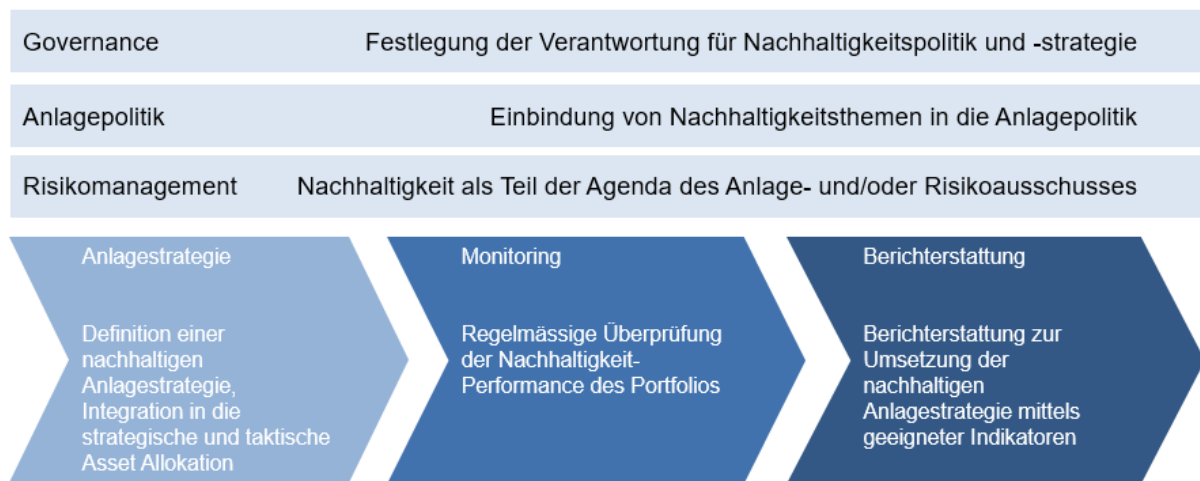 Governance Festlegung der Verantwortung für Nachhaltigkeitspolitik und -strategie
Anlagepolitik Einbindung von Nachhaltigkeitsthemen in die Anlagepolitik
Risikomanagement Nachhaltigkeit als Teil der Agenda des Anlage- und/oder Risikoausschusses
Anlagestrategie
Definition einer
nachhaltigen
Anlagestrategie,
Integration in die
strategische und taktische
Asset Allokation
Monitoring
Regelmässige Überprüfung
der Nachhaltigkeit-
Performance des Portfolios
Berichterstattung
Berichterstattung zur
Umsetzung der
nachhaltigen
Anlagestrategie mittels
geeigneter Indikatoren